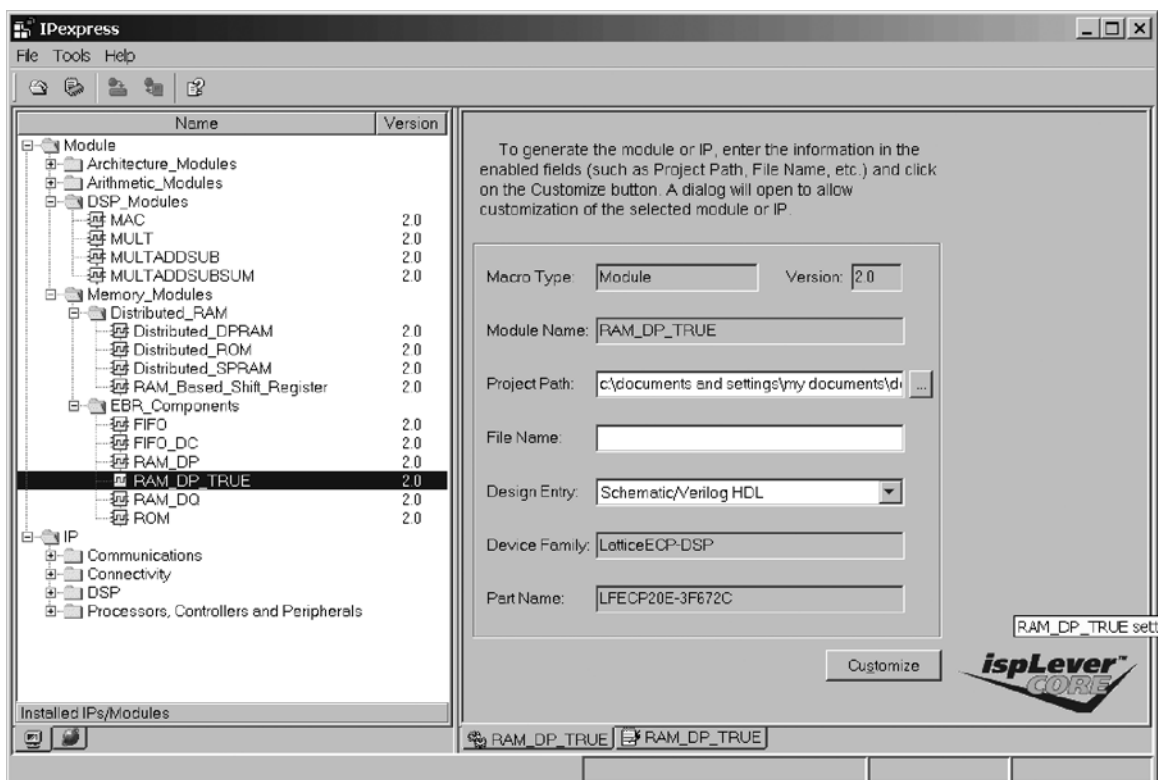 IPexpress
File Tools Help
Name Version
Module
Architecture_Modules
Arithmetic_Modules
DSP_Modules
MAC 2.0
MULT 2.0
MULTADDSUB 2.0
MULTADDSUBSUM 2.0
Memory_Modules
Distributed_RAM
Distributed_DPRAM 2.0
Distributed_ROM 2.0
Distributed_SPRAM 2.0
RAM_Based_Shift_Register 2.0
EBR_Components
FIFO 2.0
FIFO_DC 2.0
RAM_DP 2.0
RAM_DP_TRUE 2.0
RAM_DQ 2.0
ROM 2.0
IP
Communications
Connectivity
DSP
Processors, Controllers and Peripherals
Installed IPs/Modules
To generate the module or IP, enter the information in the
enabled fields (such as Project Path, File Name, etc.) and click
on the Customize button. A dialog will open to allow
customization of the selected module or IP.
Macro Type: Module Version: 2.0
Module Name: RAM_DP_TRUE
Project Path: c:\documents and settings\my documents\d ...
File Name:
Design Entry: Schematic/Verilog HDL
Device Family: LatticeECP-DSP
Part Name: LFECP20E-3F672C
RAM_DP_TRUE sett
Customize
ispLever™
CORE
RAM_DP_TRUE RAM_DP_TRUE